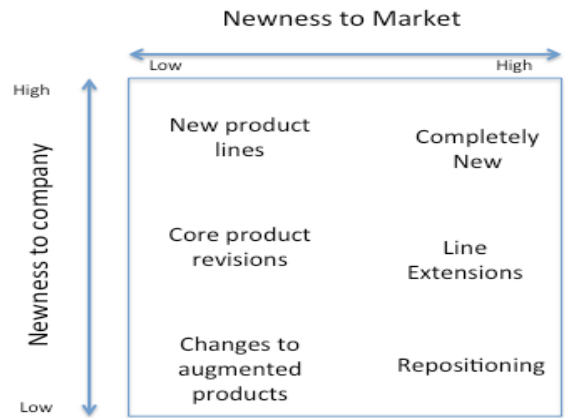 Newness to Market
Low
High
High
Newness to company
Low
New product
lines
Completely
New
Core product
revisions
Line
Extensions
Changes to
augmented
products
Repositioning